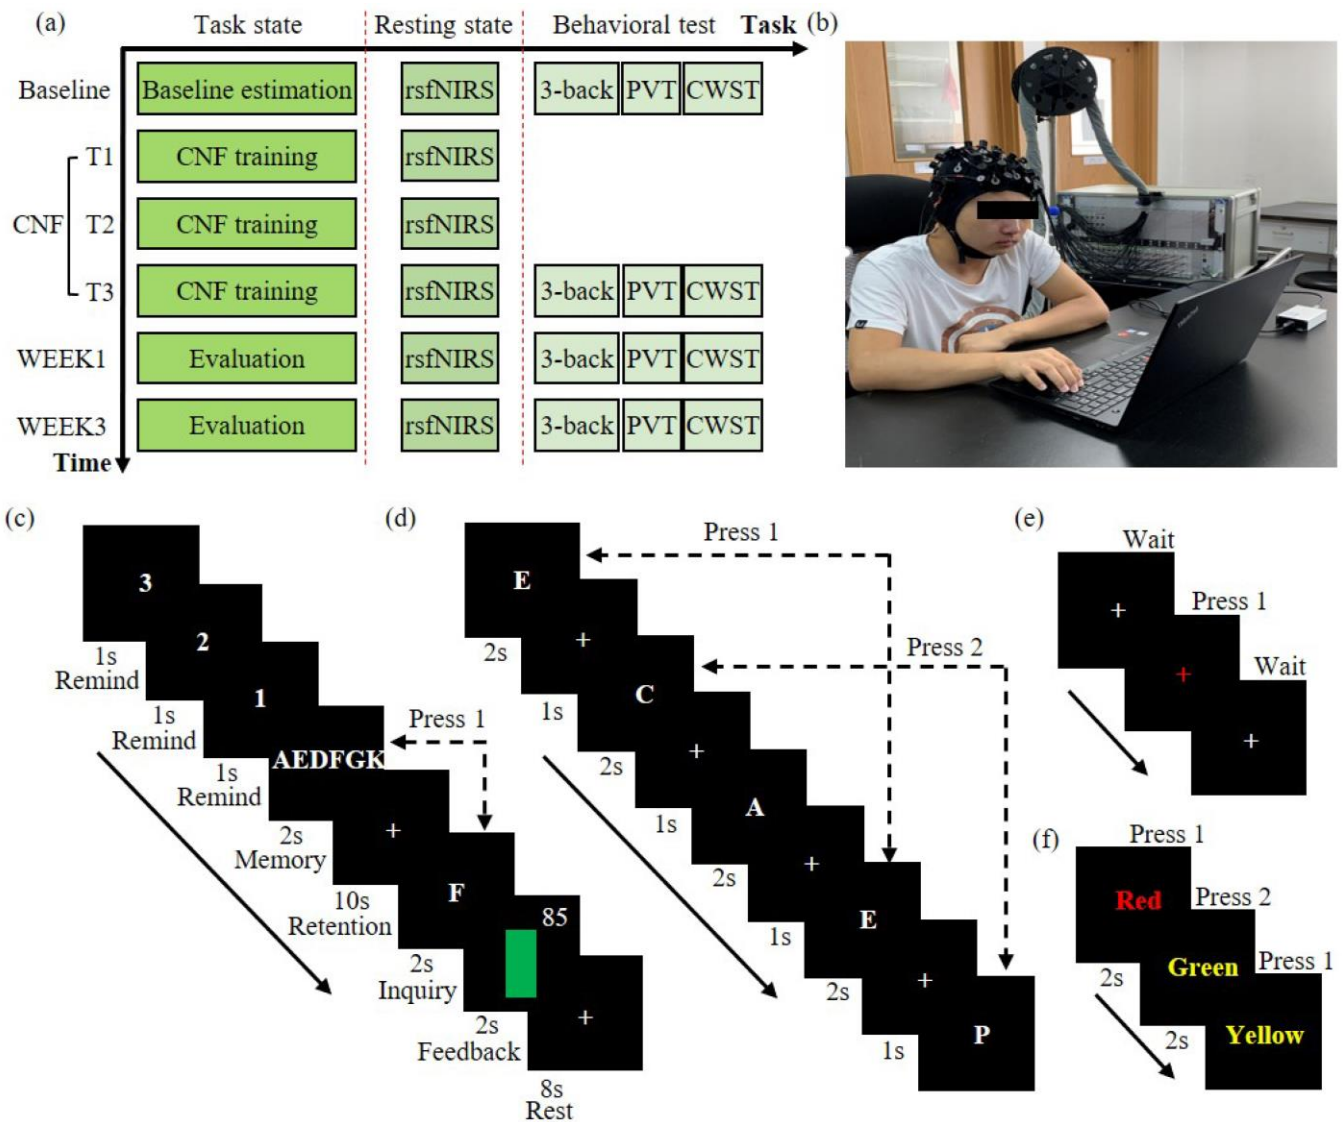 (a)
Task state
Resting state
Behavioral test
Task
Baseline
Baseline estimation
rsfNIRS
3-back
PVT
CWST
CNF
T1
CNF training
rsfNIRS
T2
CNF training
rsfNIRS
T3
CNF training
rsfNIRS
3-back
PVT
CWST
WEEK1
Evaluation
rsfNIRS
3-back
PVT
CWST
WEEK3
Evaluation
rsfNIRS
3-back
PVT
CWST
Time
(b)
(c)
3
1s
Remind
2
1s
Remind
1
1s
Remind
AEDFGK
2s
Memory
Press 1
+
10s
Retention
F
2s
Inquiry
85
2s
Feedback
+
8s
Rest
(d)
E
2s
Press 1
+
1s
C
2s
Press 2
+
1s
A
2s
+
1s
E
2s
+
1s
P
(e)
Wait
+
Press 1
+
Wait
+
(f)
Press 1
Red
2s
Press 2
Green
2s
Press 1
Yellow